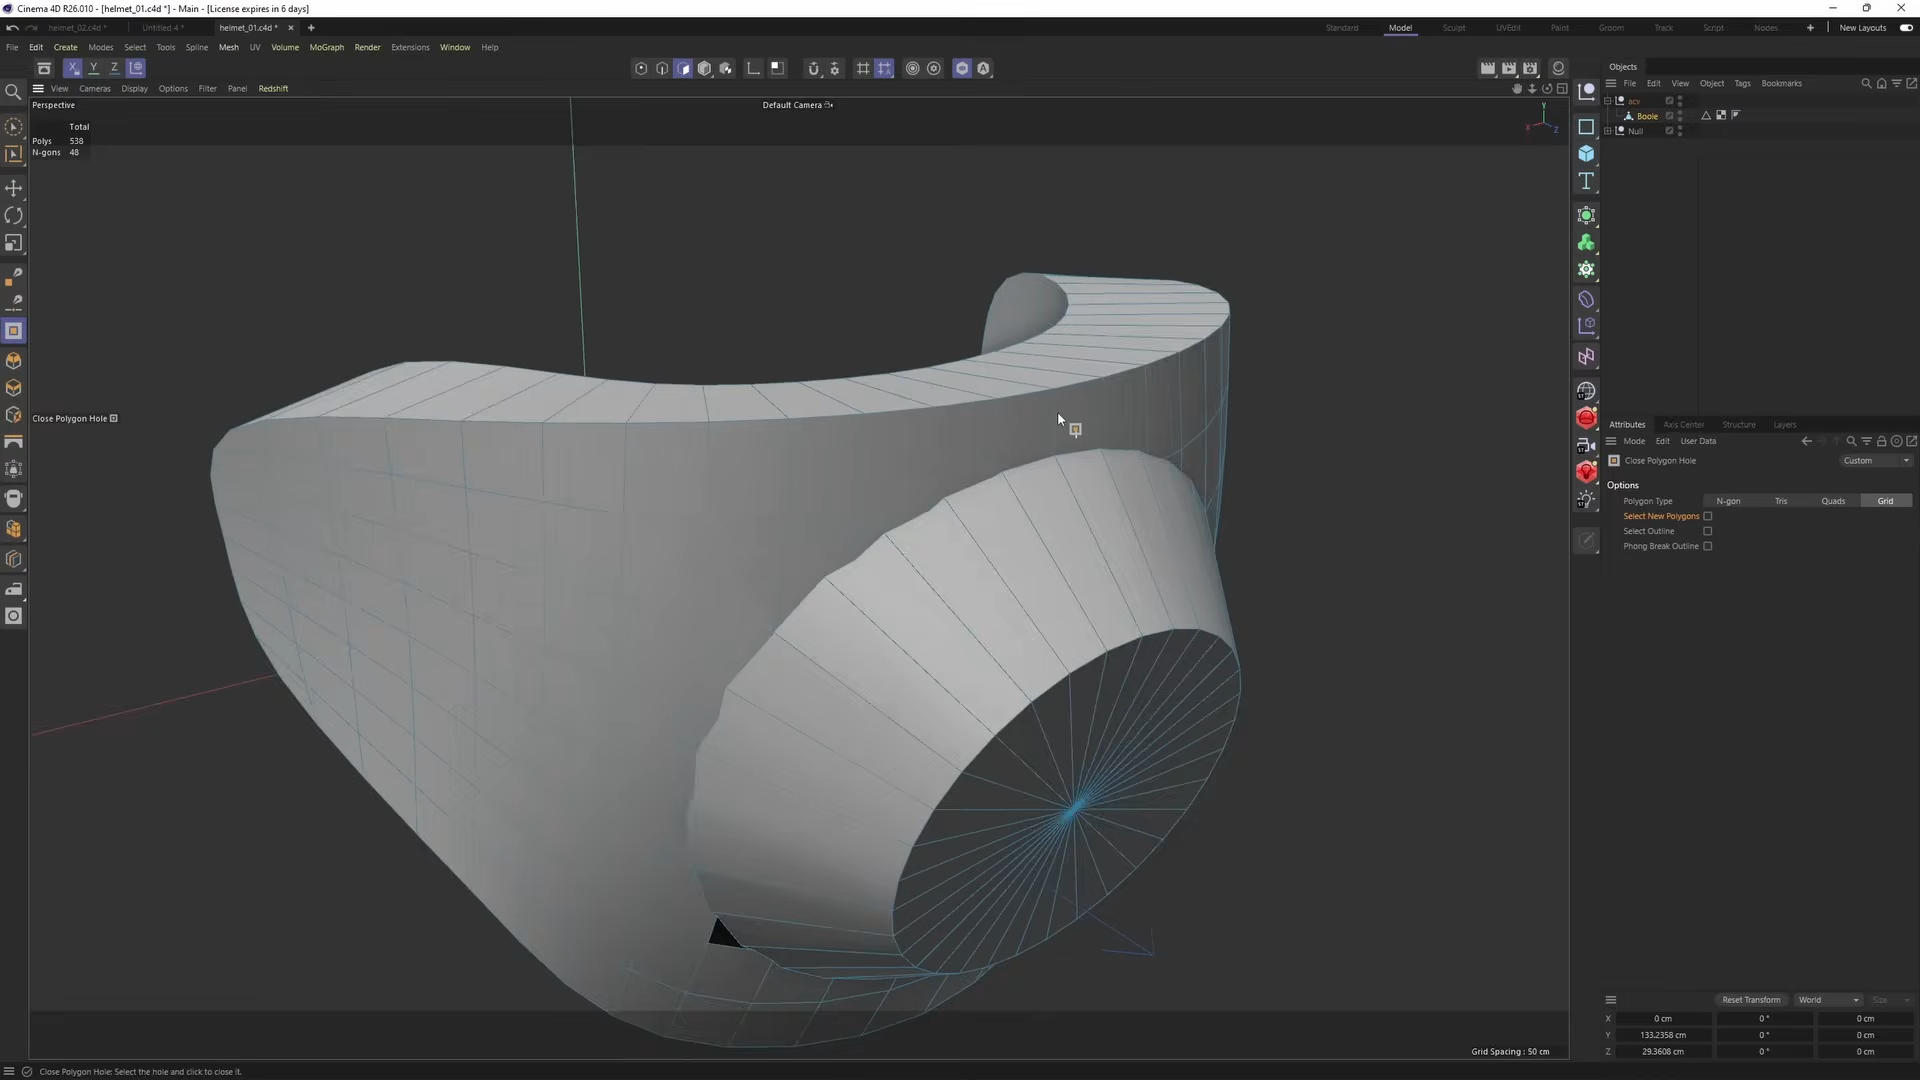 Cinema 4D R26.010 - [helmet_01.c4d *] - Main - [License expires in 6 days]
helmet_02.c4d * Untitled 4 * helmet_01.c4d * Standard Model Sculpt UVEdit Paint Groom Track Script Nodes New Layouts
File Edit Create Modes Select Tools Spline Mesh UV Volume MoGraph Render Extensions Window Help
X Y Z
View Cameras Display Options Filter Panel Redshift
Perspective
Default Camera
Total
Polys 538
N-gons 48
Close Polygon Hole
Grid Spacing : 50 cm
Objects
File Edit View Object Tags Bookmarks
acv
Boole
Null
Attributes Axis Center Structure Layers
Mode Edit User Data
Close Polygon Hole Custom
Options
Polygon Type N-gon Tris Quads Grid
Select New Polygons
Select Outline
Phong Break Outline
Reset Transform World Size
X 0 cm 0 ° 0 cm
Y 133.2358 cm 0 ° 0 cm
Z 29.3608 cm 0 ° 0 cm
Close Polygon Hole: Select the hole and click to close it.